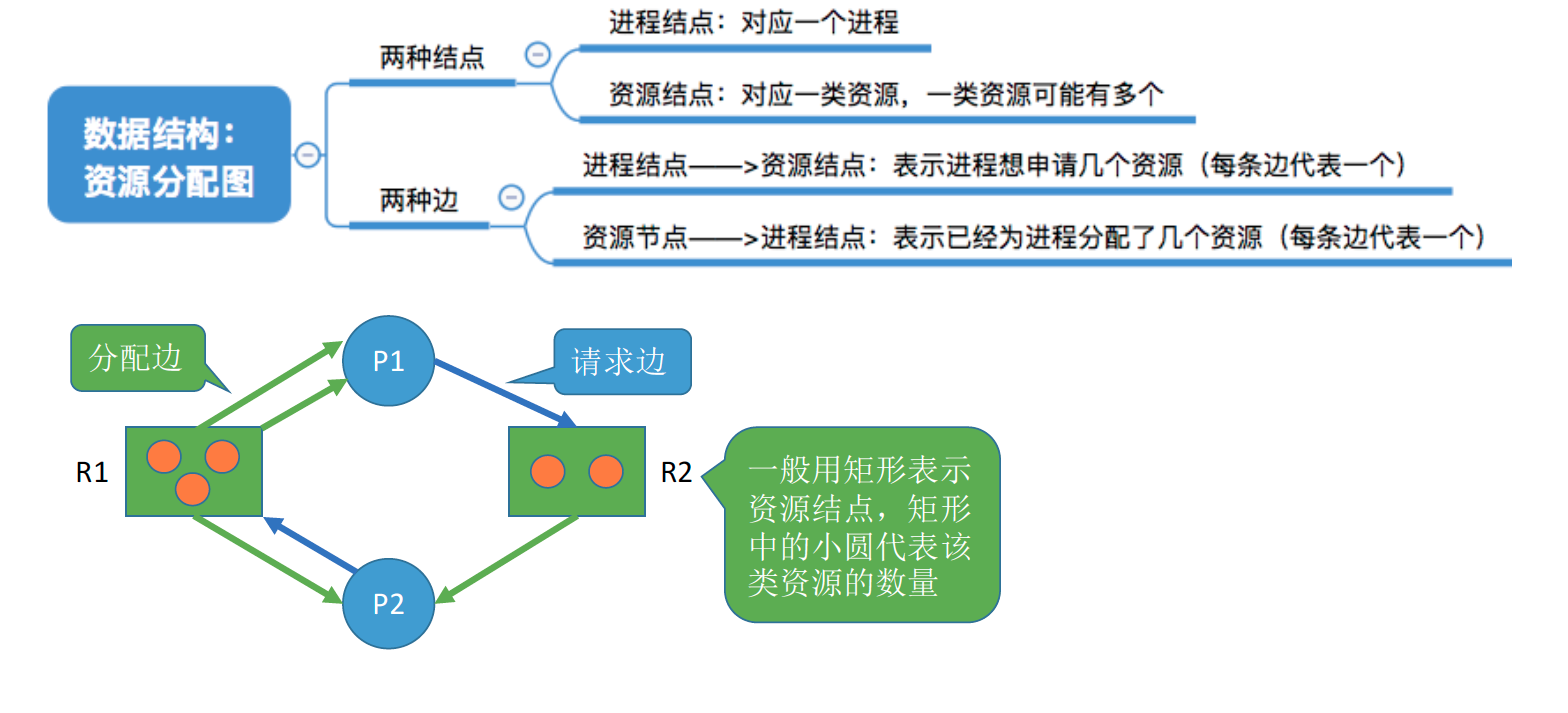 进程结点：对应一个进程
两种结点
资源结点：对应一类资源，一类资源可能有多个
数据结构：
资源分配图
进程结点——>资源结点：表示进程想申请几个资源（每条边代表一个）
两种边
资源节点——>进程结点：表示已经为进程分配了几个资源（每条边代表一个）
分配边
P1
请求边
R1
R2
一般用矩形表示
资源结点，矩形
中的小圆代表该
类资源的数量
P2